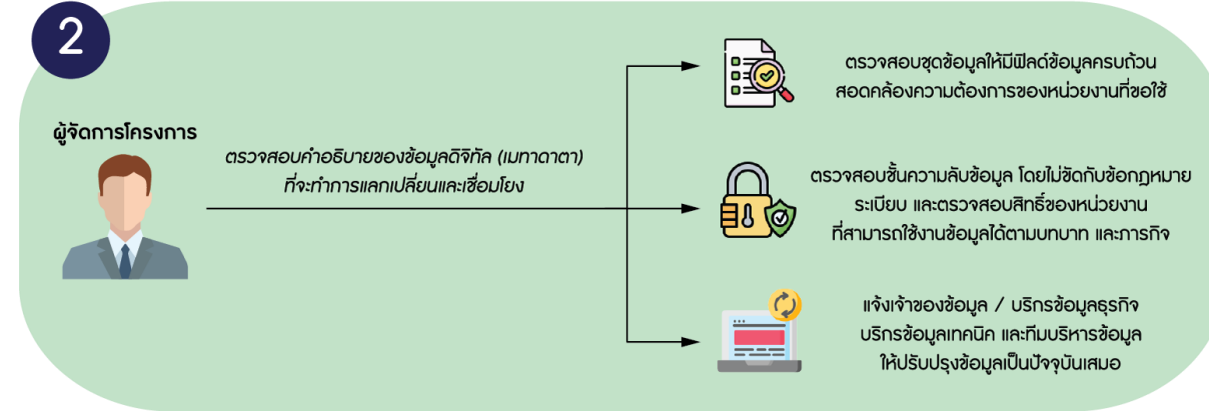 2
ผู้จัดการโครงการ
ตรวจสอบคำอธิบายของข้อมูลดิจิทัล (เมทาดาตา)
ที่จะทำการแลกเปลี่ยนและเชื่อมโยง
ตรวจสอบชุดข้อมูลให้มีฟิลด์ข้อมูลครบถ้วน
สอดคล้องความต้องการของหน่วยงานที่ขอใช้
ตรวจสอบชั้นความลับข้อมูล โดยไม่ขัดกับข้อกฎหมาย
ระเบียบ และตรวจสอบสิทธิ์ของหน่วยงาน
ที่สามารถใช้งานข้อมูลได้ตามบทบาท และภารกิจ
แจ้งเจ้าของข้อมูล / บริกรข้อมูลธุรกิจ
บริกรข้อมูลเทคนิค และทีมบริหารข้อมูล
ให้ปรับปรุงข้อมูลเป็นปัจจุบันเสมอ